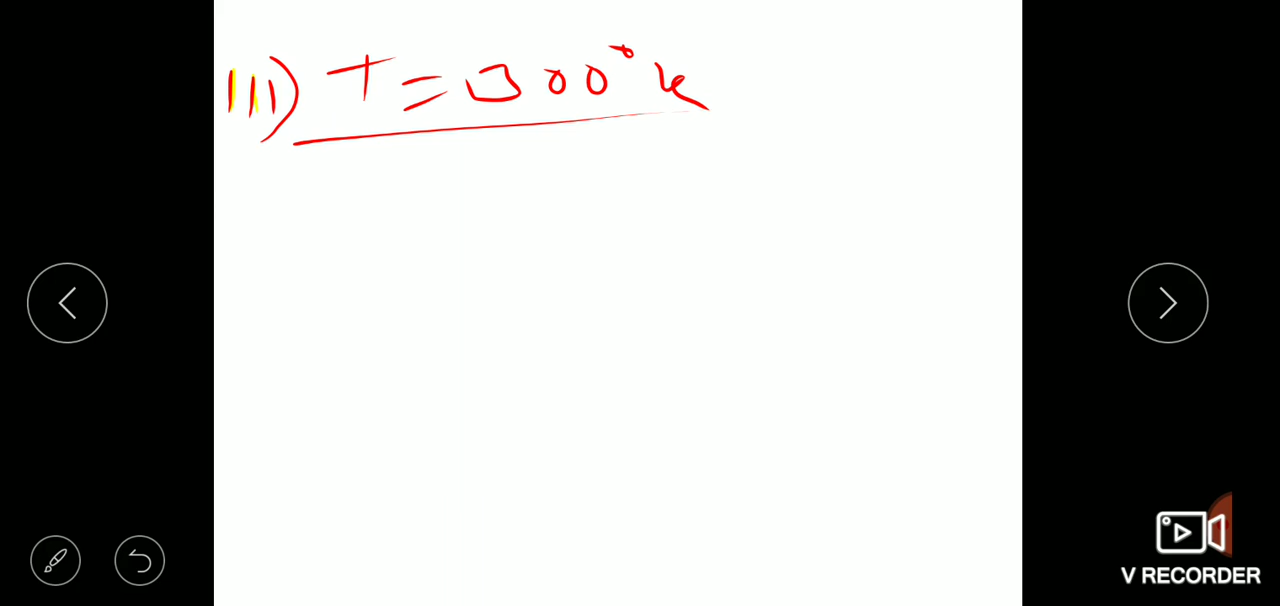 III) T = 300°K
V RECORDER